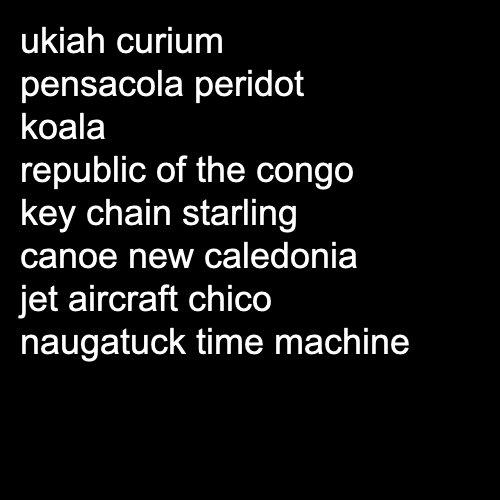 ukiah curium
pensacola peridot
koala
republic of the congo
key chain starling
canoe new caledonia
jet aircraft chico
naugatuck time machine